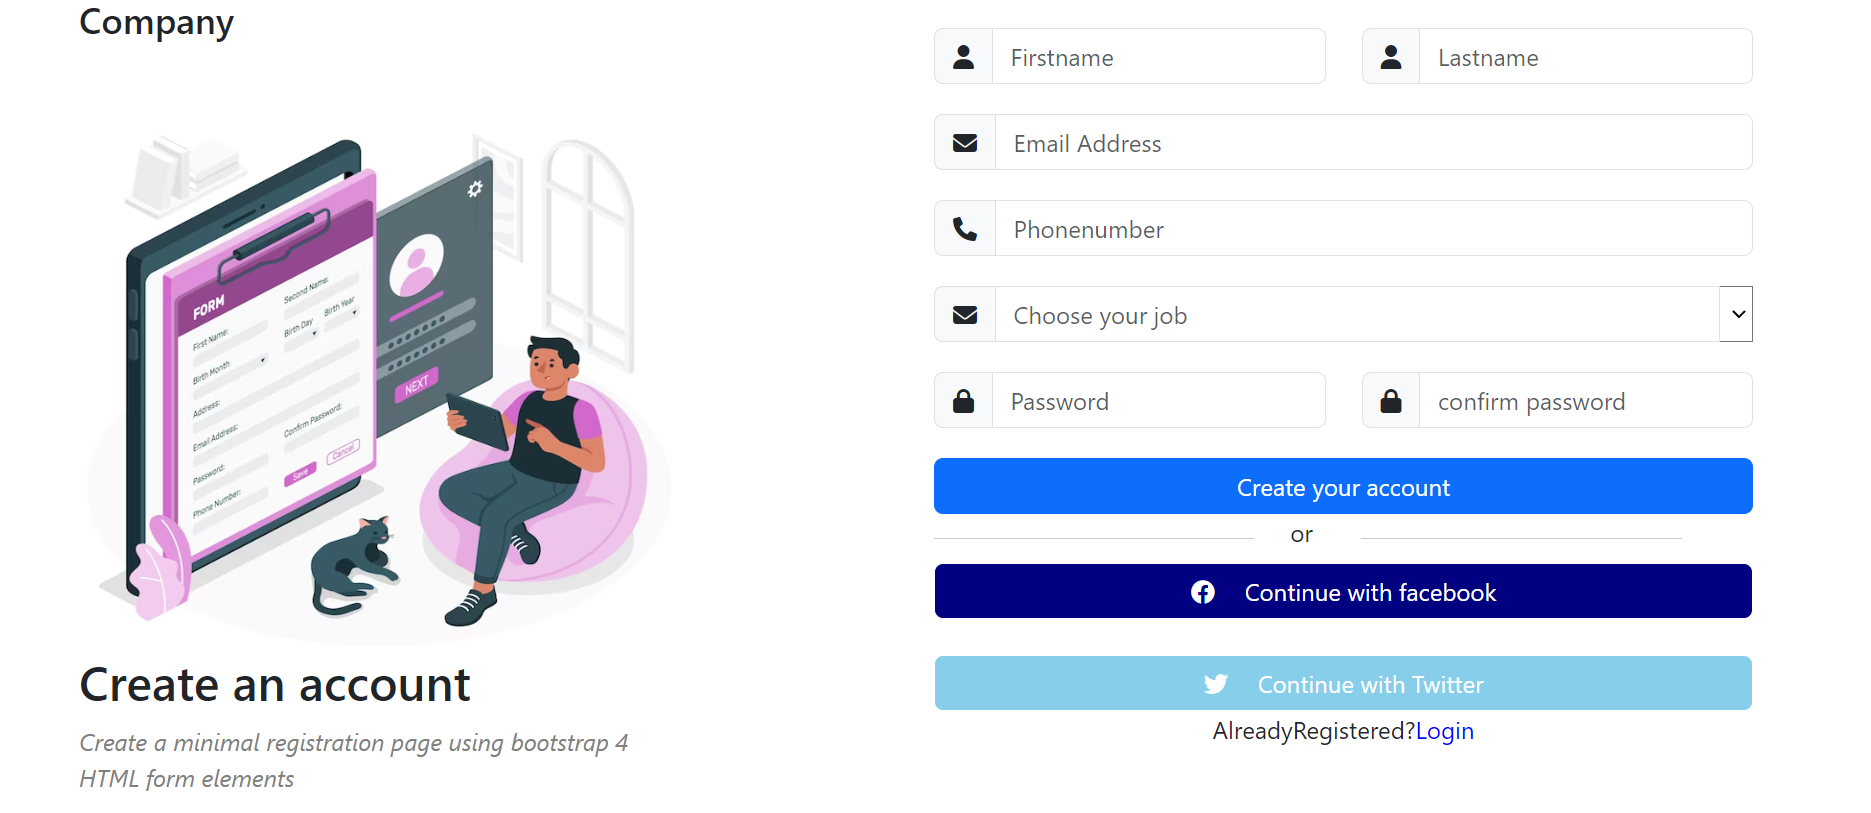 Company
FORM
First Name:
Second Name:
Birth Month
Birth Day
Birth Year
Address:
Email Address:
Password:
Confirm Password:
Phone Number:
Save
Cancel
NEXT
Create an account
Create a minimal registration page using bootstrap 4
HTML form elements
Firstname
Lastname
Email Address
Phonenumber
Choose your job
Password
confirm password
Create your account
or
Continue with facebook
Continue with Twitter
AlreadyRegistered?Login